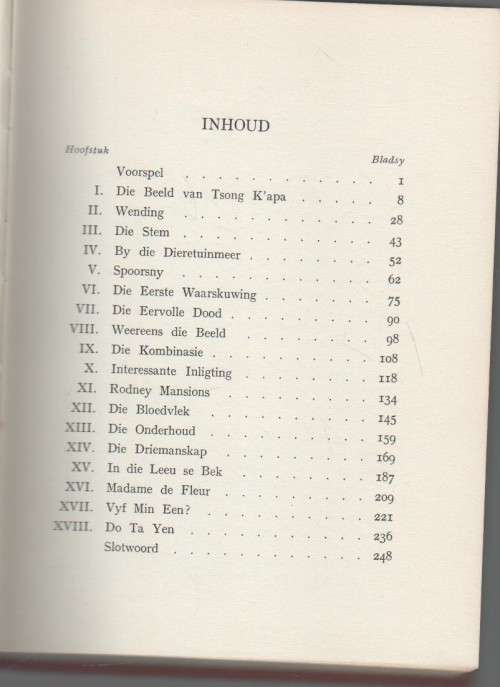 INHOUD
Hoofstuk Bladsy
Voorspel . . . . . . . . . . . . 1
I. Die Beeld van Tsong K'apa . . . . . 8
II. Wending . . . . . . . . . . . 28
III. Die Stem . . . . . . . . . . . 43
IV. By die Dieretuinmeer . . . . . . . 52
V. Spoorsny . . . . . . . . . . . 62
VI. Die Eerste Waarskuwing . . . . . . . 75
VII. Die Eervolle Dood . . . . . . . . . 90
VIII. Weereens die Beeld . . . . . . . . 98
IX. Die Kombinasie . . . . . . . . . . 108
X. Interessante Inligting . . . . . . . . 118
XI. Rodney Mansions . . . . . . . . . 134
XII. Die Bloedvlek . . . . . . . . . . 145
XIII. Die Onderhoud . . . . . . . . . 159
XIV. Die Driemanskap . . . . . . . . . 169
XV. In die Leeu se Bek . . . . . . . . 187
XVI. Madame de Fleur . . . . . . . . . 209
XVII. Vyf Min Een? . . . . . . . . . . 221
XVIII. Do Ta Yen . . . . . . . . . . . 236
Slotwoord . . . . . . . . . . . . 248